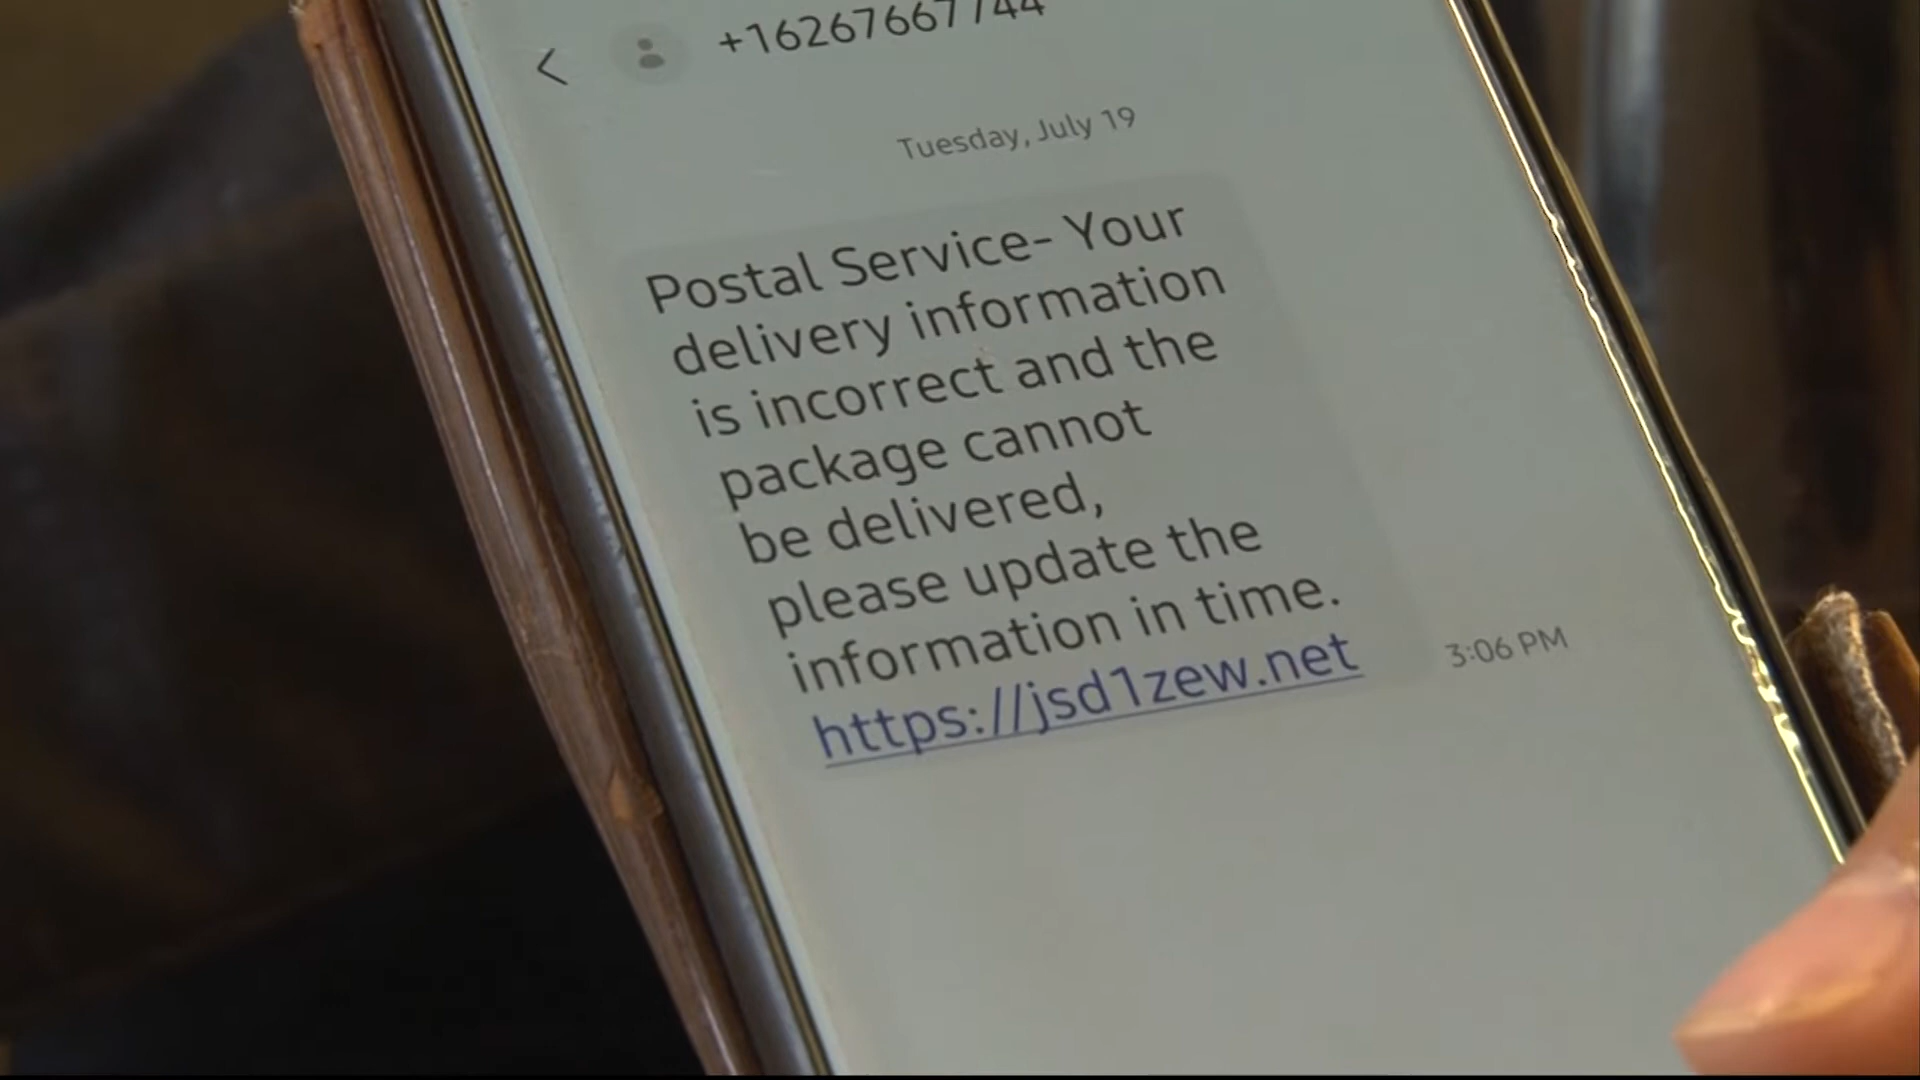 +16267667744
Tuesday, July 19
Postal Service- Your
delivery information
is incorrect and the
package cannot
be delivered,
please update the
information in time.
https://jsd1zew.net
3:06 PM